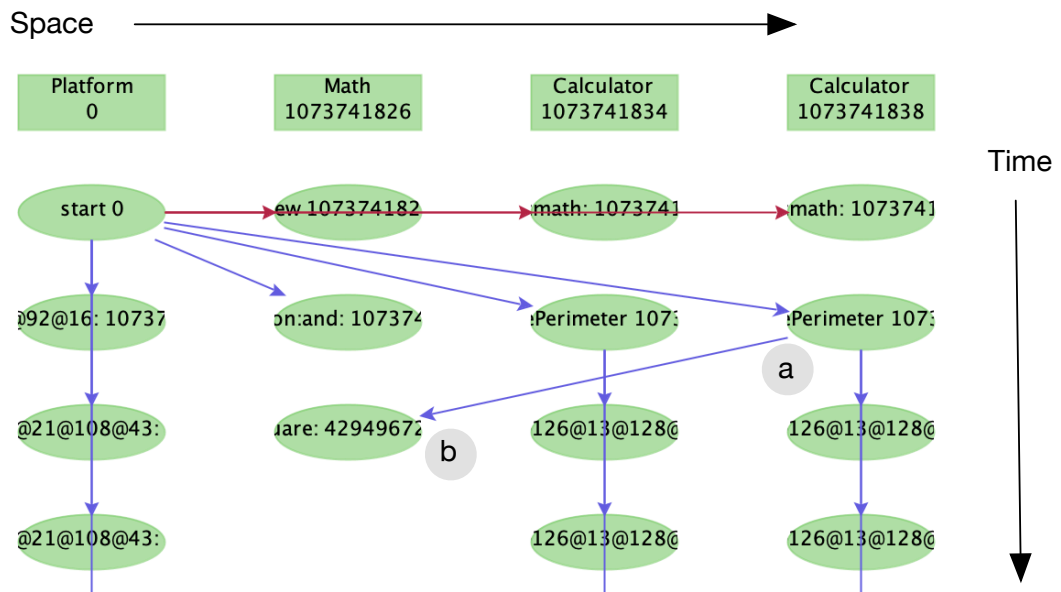 Space
Platform
0
Math
1073741826
Calculator
1073741834
Calculator
1073741838
Time
start 0
ew 107374182
math: 1073741
math: 1073741
@92@16: 10737
on:and: 107374
ePerimeter 1073
ePerimeter 1073
a
@21@108@43:
uare: 42949672
126@13@128@
126@13@128@
b
@21@108@43:
126@13@128@
126@13@128@